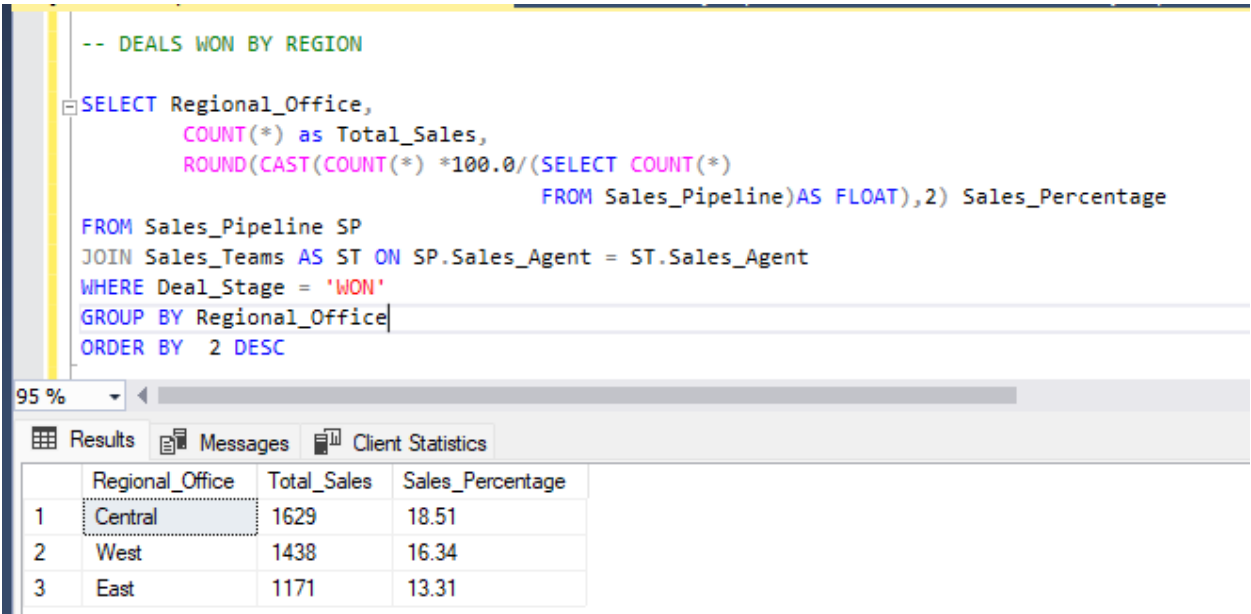 -- DEALS WON BY REGION
SELECT Regional_Office,
COUNT(*) as Total_Sales,
ROUND(CAST(COUNT(*) *100.0/(SELECT COUNT(*)
FROM Sales_Pipeline)AS FLOAT),2) Sales_Percentage
FROM Sales_Pipeline SP
JOIN Sales_Teams AS ST ON SP.Sales_Agent = ST.Sales_Agent
WHERE Deal_Stage = 'WON'
GROUP BY Regional_Office
ORDER BY  2 DESC
95 %
Results Messages Client Statistics
Regional_Office Total_Sales Sales_Percentage
1 Central 1629 18.51
2 West 1438 16.34
3 East 1171 13.31